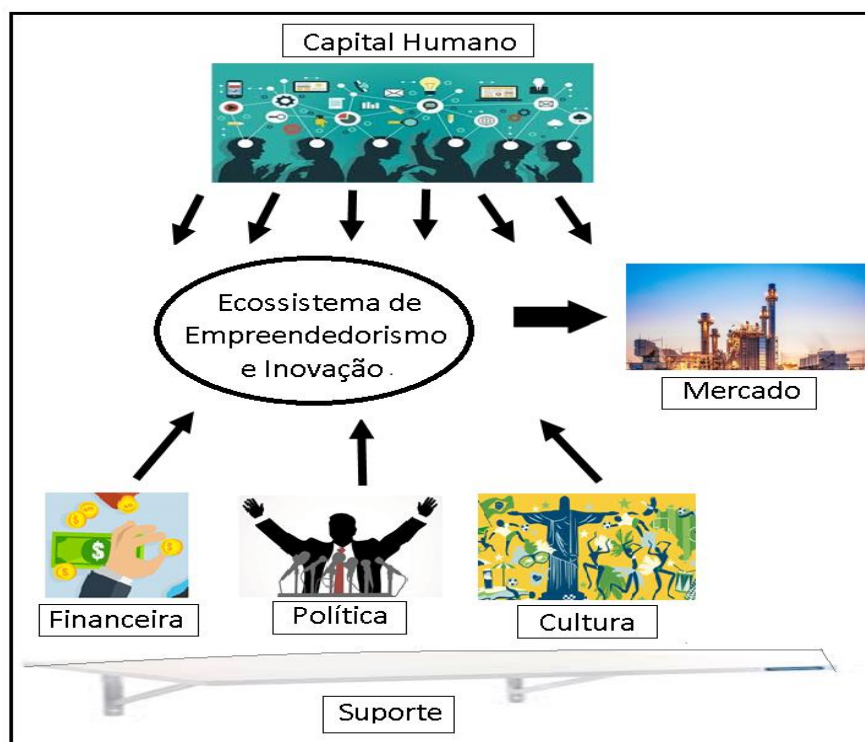 Capital Humano
Ecossistema de
Empreendedorismo
e Inovação .
Mercado
$
Financeira
Política
Cultura
Suporte